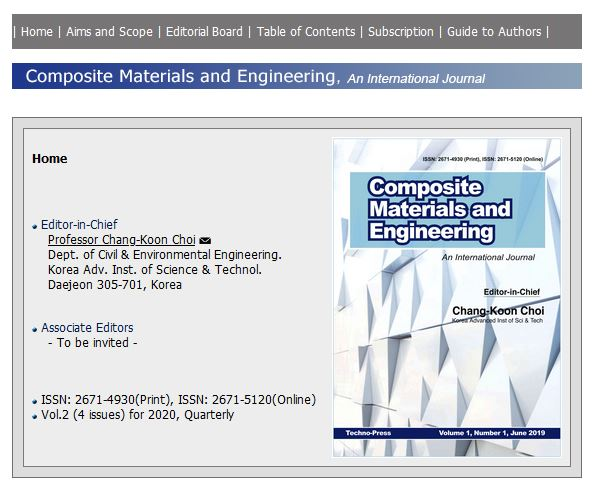 | Home | Aims and Scope | Editorial Board | Table of Contents | Subscription | Guide to Authors |
Composite Materials and Engineering, An International Journal
Home
Editor-in-Chief
Professor Chang-Koon Choi
Dept. of Civil & Environmental Engineering.
Korea Adv. Inst. of Science & Technol.
Daejeon 305-701, Korea
Associate Editors
- To be invited -
ISSN: 2671-4930(Print), ISSN: 2671-5120(Online)
Vol.2 (4 issues) for 2020, Quarterly
ISSN: 2671-4930 (Print), ISSN: 2671-5120 (Online)
Composite
Materials and
Engineering
An International Journal
Editor-in-Chief
Chang-Koon Choi
Korea Advanced Inst of Sci & Tech
Techno-Press Volume 1, Number 1, June 2019